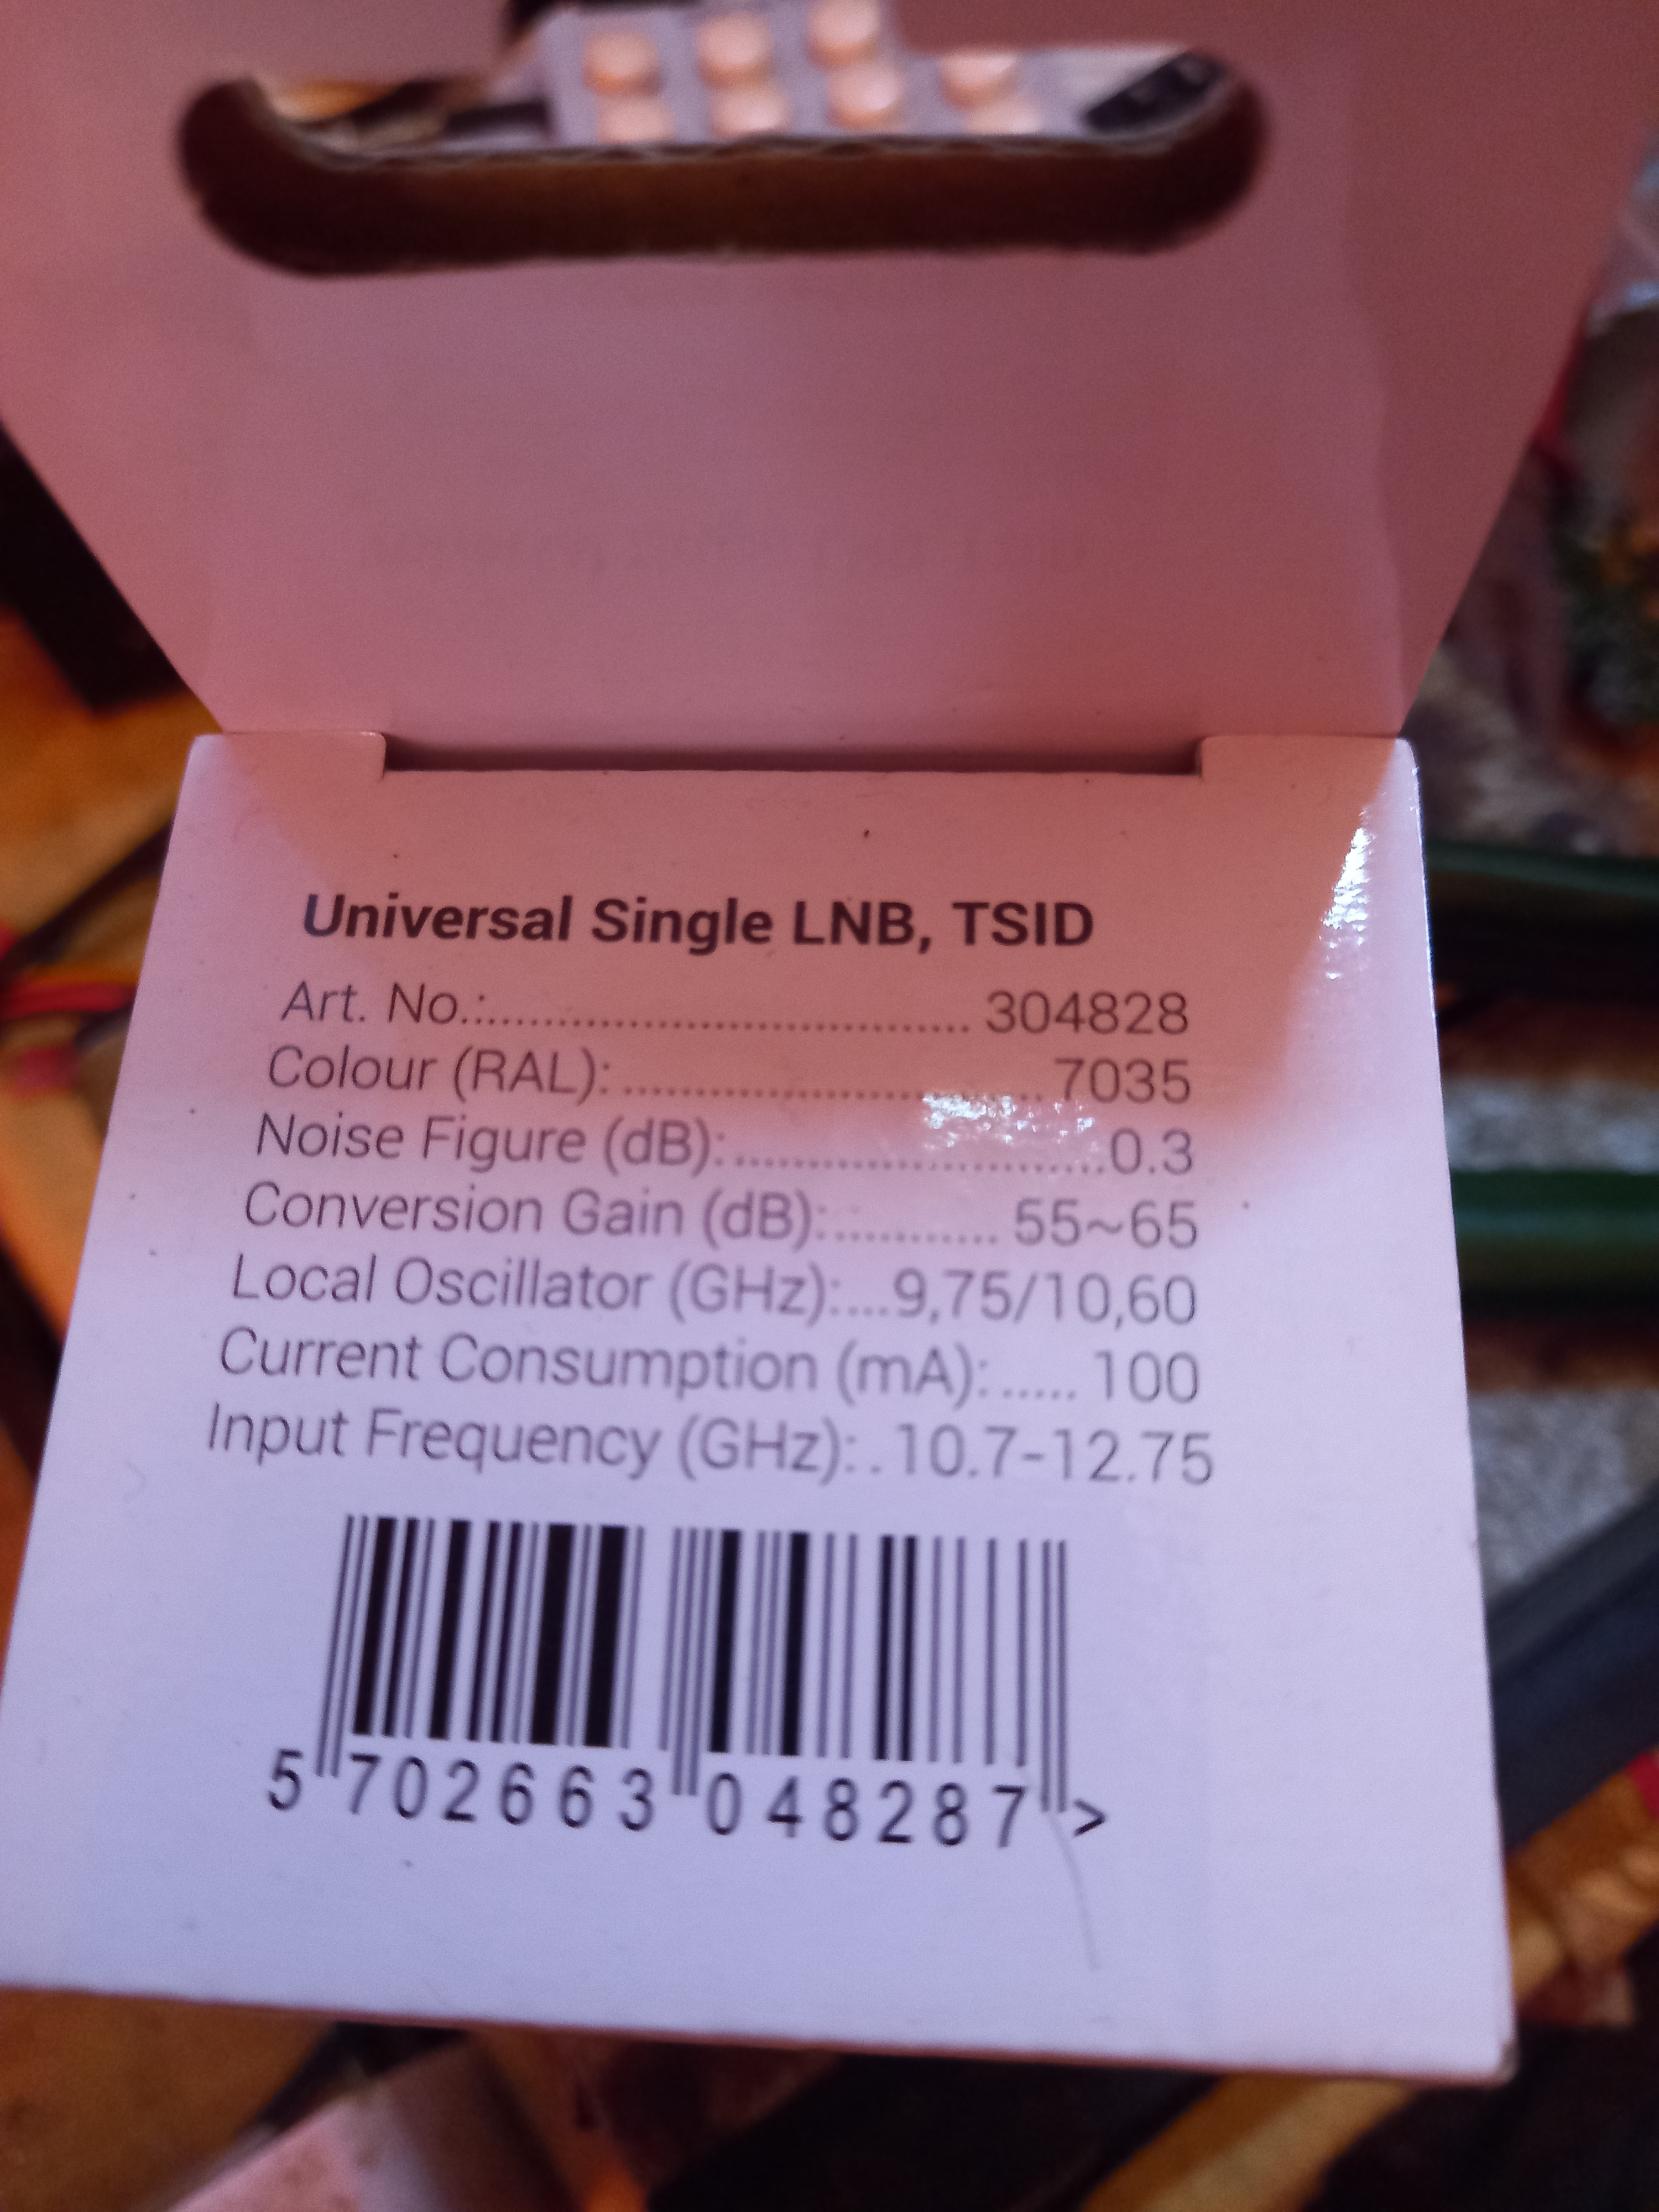 Universal Single LNB, TSID
Art. No.:.................................. 304828
Colour (RAL): .............................. 7035
Noise Figure (dB):..........................0.3
Conversion Gain (dB):............ 55~65
Local Oscillator (GHz):...9,75/10,60
Current Consumption (mA):...... 100
Input Frequency (GHz):..10.7-12.75
5 702663 048287 >